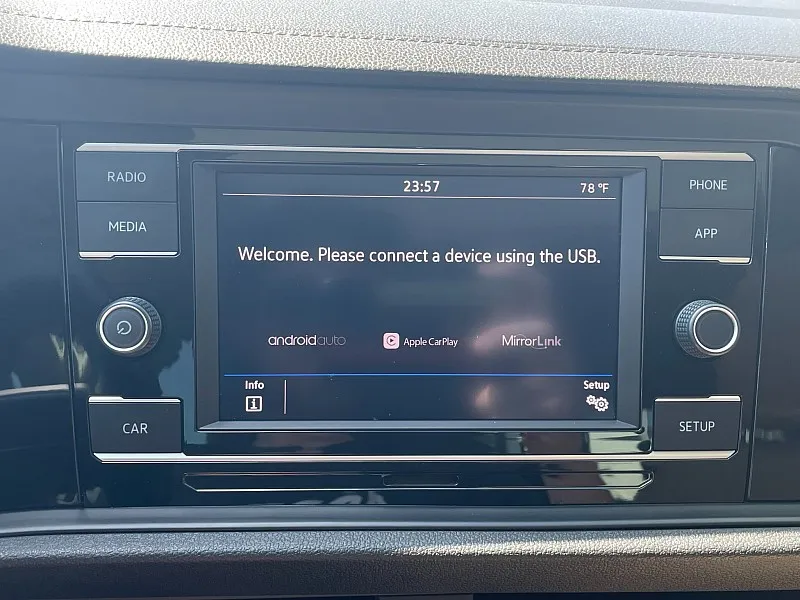 RADIO
MEDIA
CAR
23:57
78 °F
Welcome. Please connect a device using the USB.
androidauto
Apple CarPlay
MirrorLink
Info
Setup
PHONE
APP
SETUP